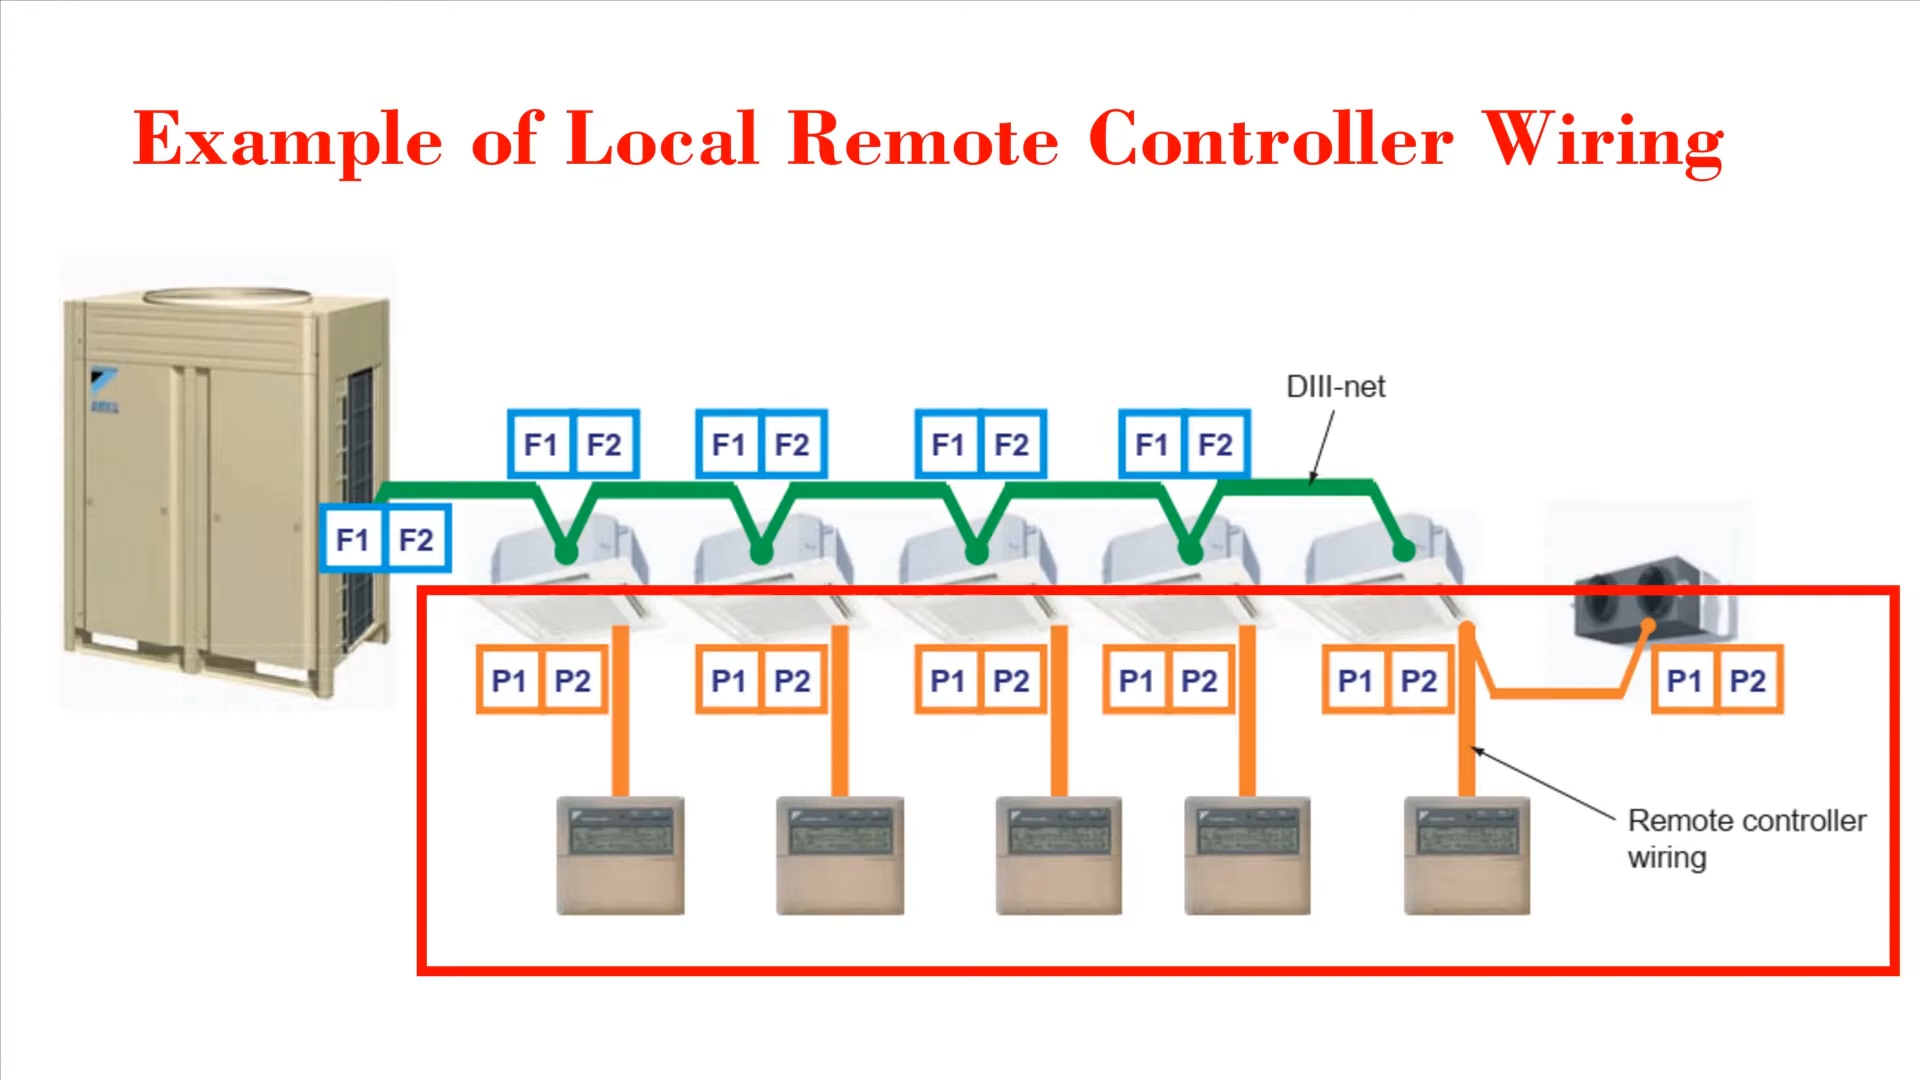 Example of Local Remote Controller Wiring
DIII-net
F1 F2
F1 F2
F1 F2
F1 F2
F1 F2
P1 P2
P1 P2
P1 P2
P1 P2
P1 P2
P1 P2
Remote controller
wiring